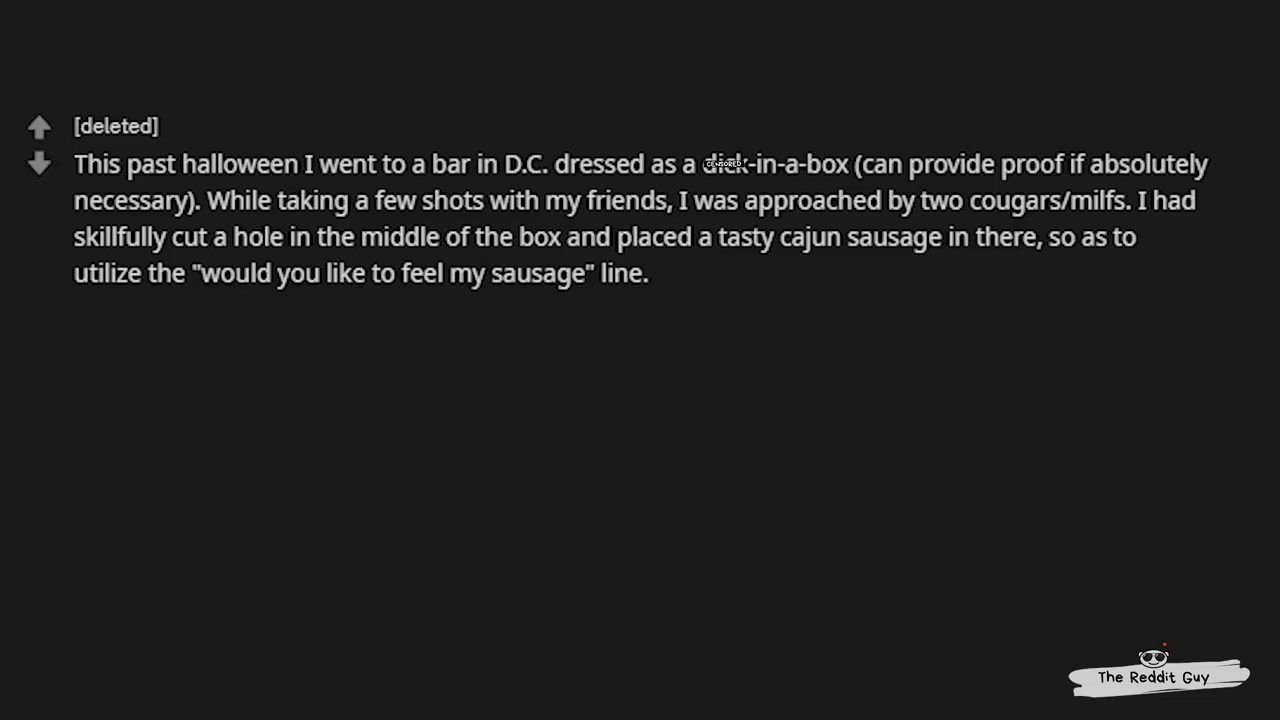 [deleted]
This past halloween I went to a bar in D.C. dressed as a dick-in-a-box (can provide proof if absolutely
necessary). While taking a few shots with my friends, I was approached by two cougars/milfs. I had
skillfully cut a hole in the middle of the box and placed a tasty cajun sausage in there, so as to
utilize the "would you like to feel my sausage" line.
CENSORED
The Reddit Guy